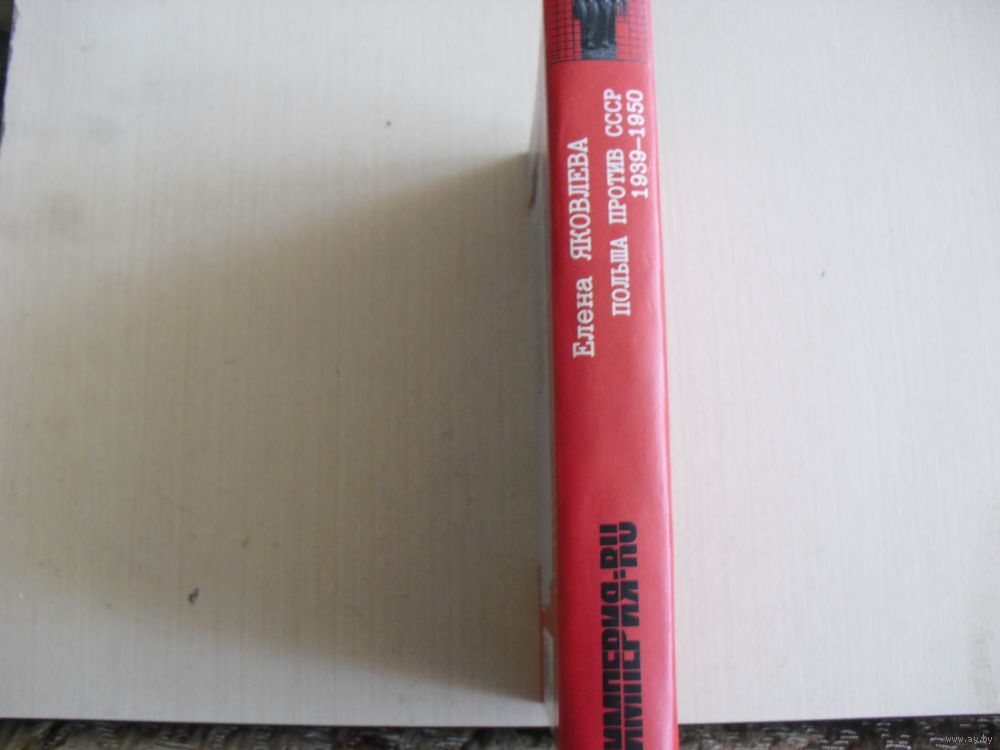 Елена ЯКОВЛЕВА
ПОЛЬША ПРОТИВ СССР
1939–1950
ИМПЕРИЯ:RU
www.ay.by